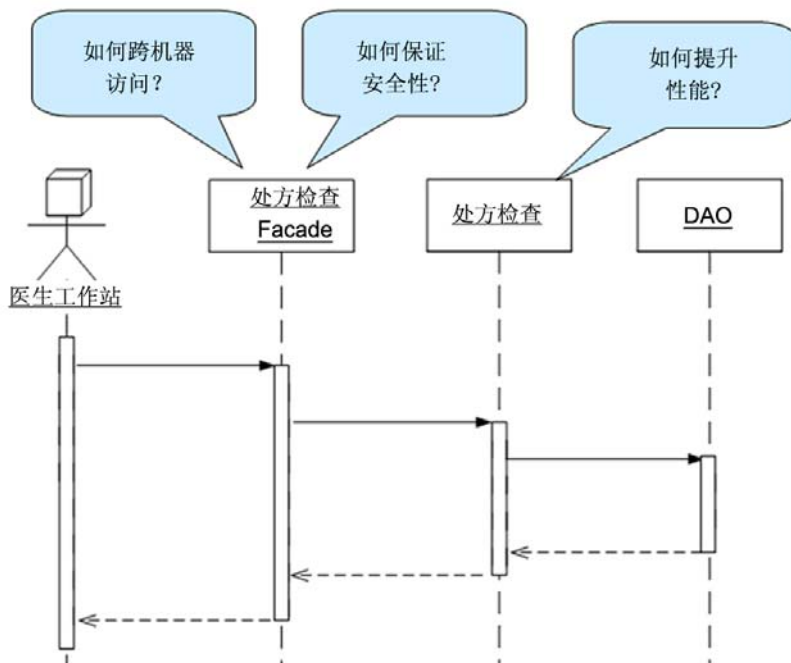 如何跨机器
访问？
如何保证
安全性?
如何提升
性能?
处方检查
Facade
处方检查
DAO
医生工作站